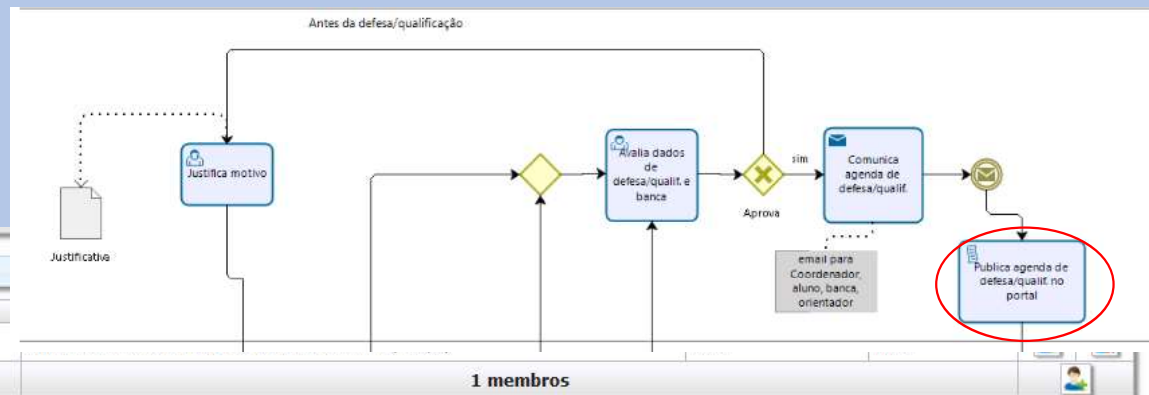 Antes da defesa/qualificação
Justifica motivo
Justificativa
Avalia dados
de
defesa/qualif. e
banca
Aprova
sim
Comunica
agenda de
defesa/qualif.
email para
Coordenador,
aluno, banca,
orientador
Publica agenda de
defesa/qualif. no
portal
1 membros